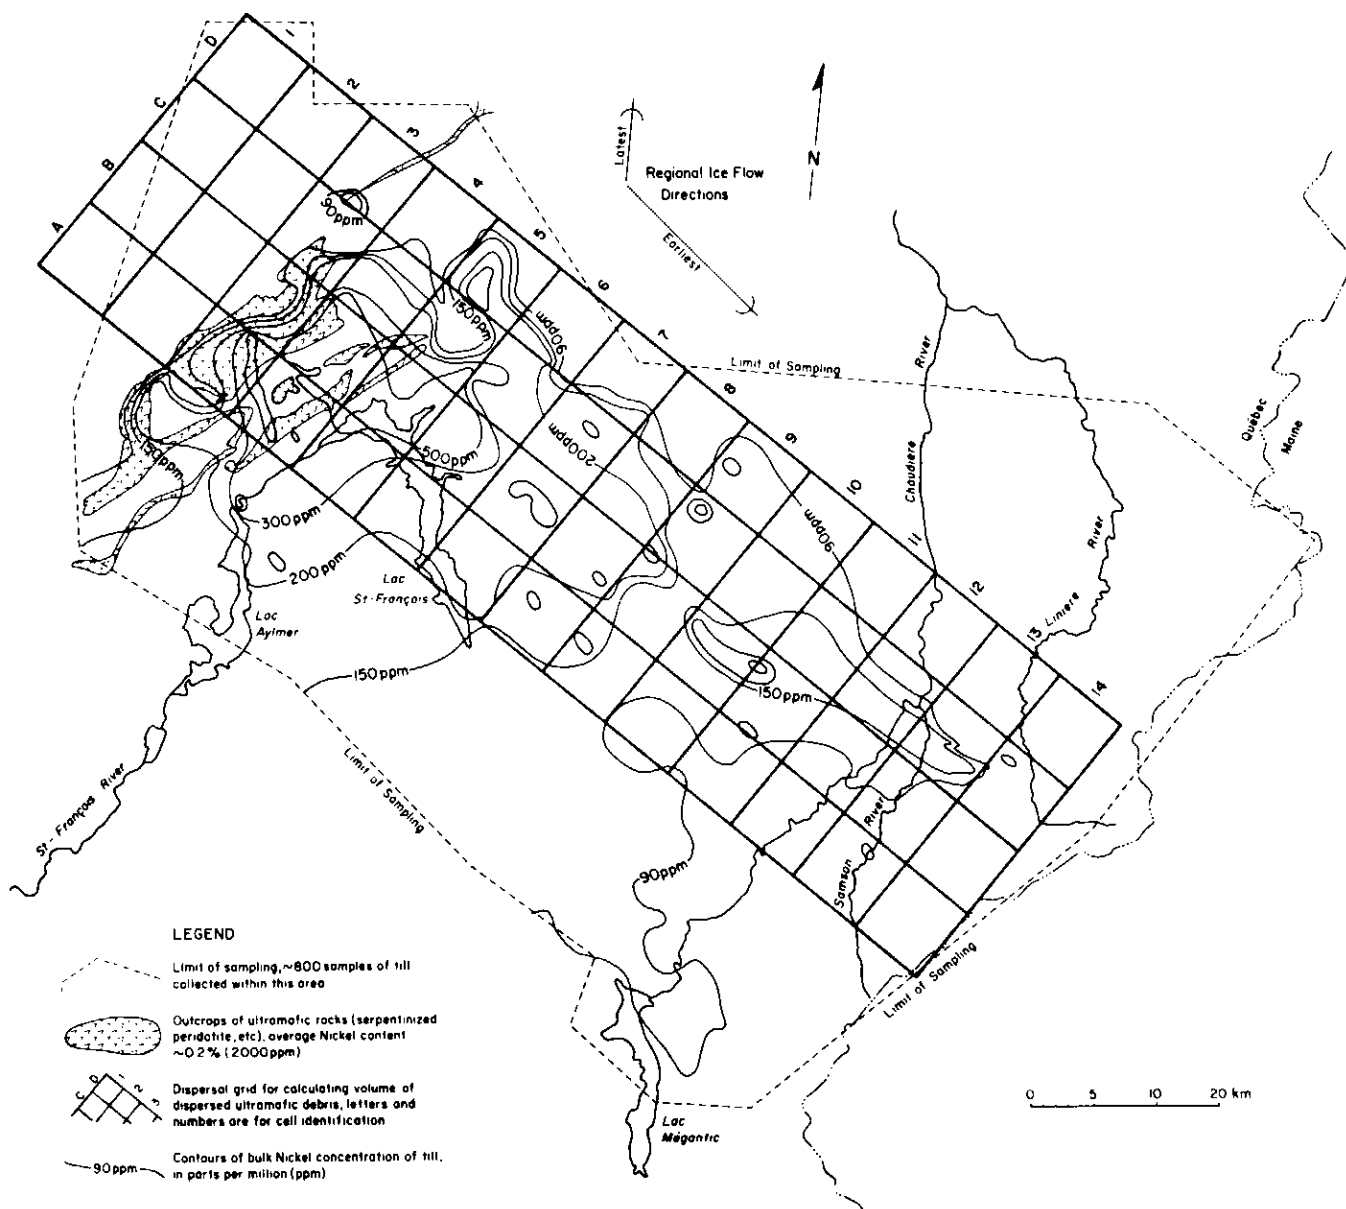 D
1
C
2
3
B
4
A
5
6
7
8
9
10
11
12
13
14
Latest
Regional Ice Flow
Directions
Earliest
N
90ppm
150ppm
90ppm
200ppm
150ppm
500ppm
300ppm
200ppm
150ppm
90ppm
150ppm
90ppm
Limit of Sampling
Chaudiere River
River
Liniere
Quebec
Maine
Lac
St-François
Lac
Aylmer
St-François River
Limit of Sampling
Samson River
Limit of Sampling
Lac
Mégantic
LEGEND
Limit of sampling, ~800 samples of till
collected within this area
Outcrops of ultramafic rocks (serpentinized
peridotite, etc), average Nickel content
~0.2% (2000ppm)
C D 1 2 3
Dispersal grid for calculating volume of
dispersed ultramafic debris, letters and
numbers are for cell identification
90ppm
Contours of bulk Nickel concentration of till,
in parts per million (ppm)
0 5 10 20 km